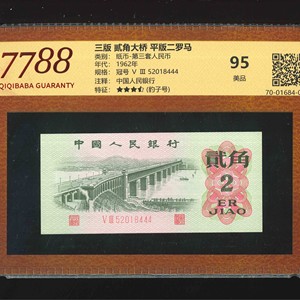 7788
QIQIBABA GUARANTY
三版 贰角大桥 平版二罗马
类别: 纸币-第三套人民币
年代: 1962年
规格: 冠号 V Ⅲ 52018444
注释: 中国人民银行
特征: ★★★⯪ (豹子号)
95
美品
70-01684-0
中国人民银行
贰角
2
ER
JIAO
V Ⅲ 52018444